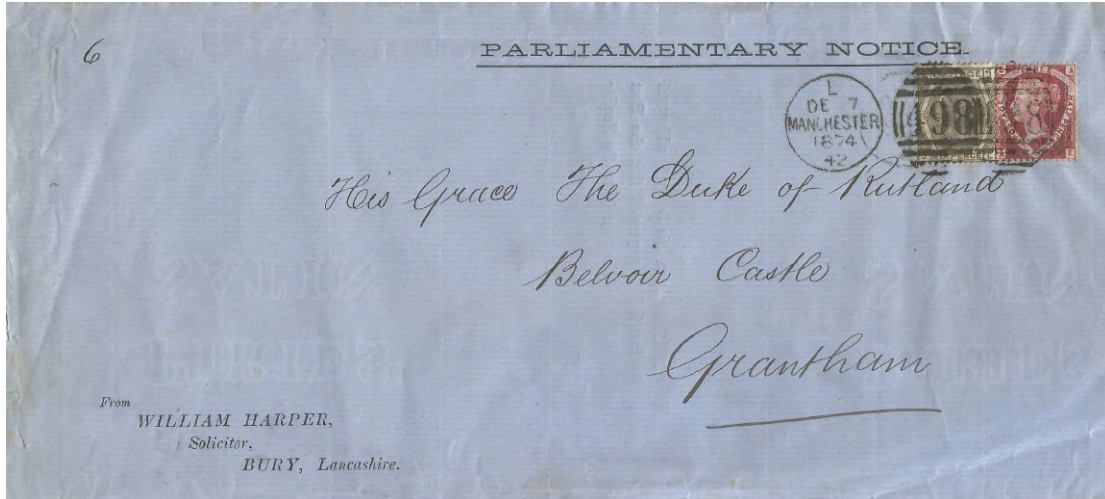 6
PARLIAMENTARY NOTICE.
L
DE 7
MANCHESTER
1874
42
498
His Grace The Duke of Rutland
Belvoir Castle
Grantham
From
WILLIAM HARPER,
Solicitor,
BURY, Lancashire.